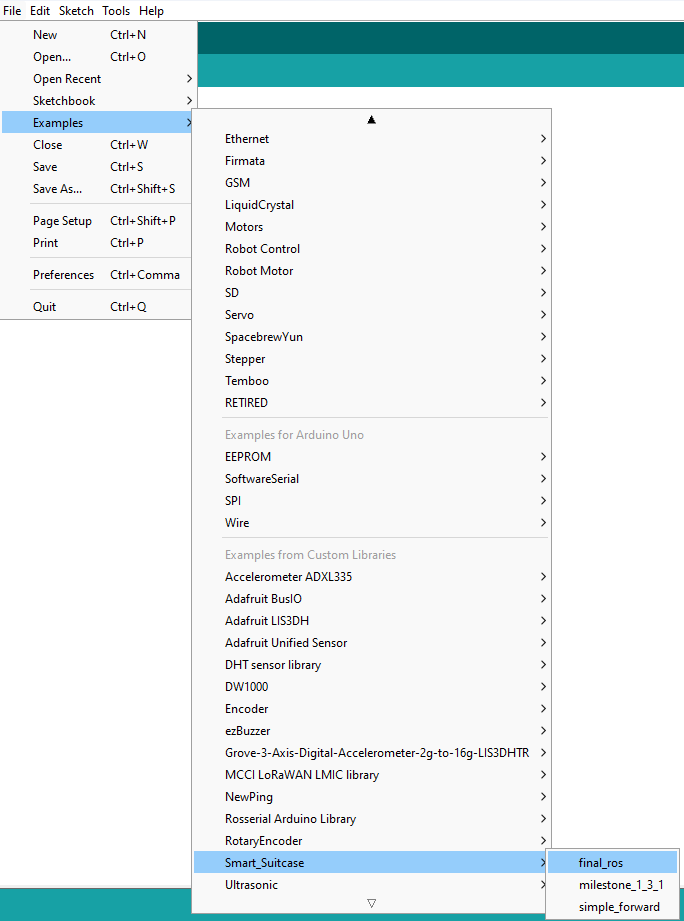 File Edit Sketch Tools Help
New Ctrl+N
Open... Ctrl+O
Open Recent
Sketchbook
Examples
Close Ctrl+W
Save Ctrl+S
Save As... Ctrl+Shift+S
Page Setup Ctrl+Shift+P
Print Ctrl+P
Preferences Ctrl+Comma
Quit Ctrl+Q
Ethernet
Firmata
GSM
LiquidCrystal
Motors
Robot Control
Robot Motor
SD
Servo
SpacebrewYun
Stepper
Temboo
RETIRED
Examples for Arduino Uno
EEPROM
SoftwareSerial
SPI
Wire
Examples from Custom Libraries
Accelerometer ADXL335
Adafruit BusIO
Adafruit LIS3DH
Adafruit Unified Sensor
DHT sensor library
DW1000
Encoder
ezBuzzer
Grove-3-Axis-Digital-Accelerometer-2g-to-16g-LIS3DHTR
MCCI LoRaWAN LMIC library
NewPing
Rosserial Arduino Library
RotaryEncoder
Smart_Suitcase
Ultrasonic
final_ros
milestone_1_3_1
simple_forward